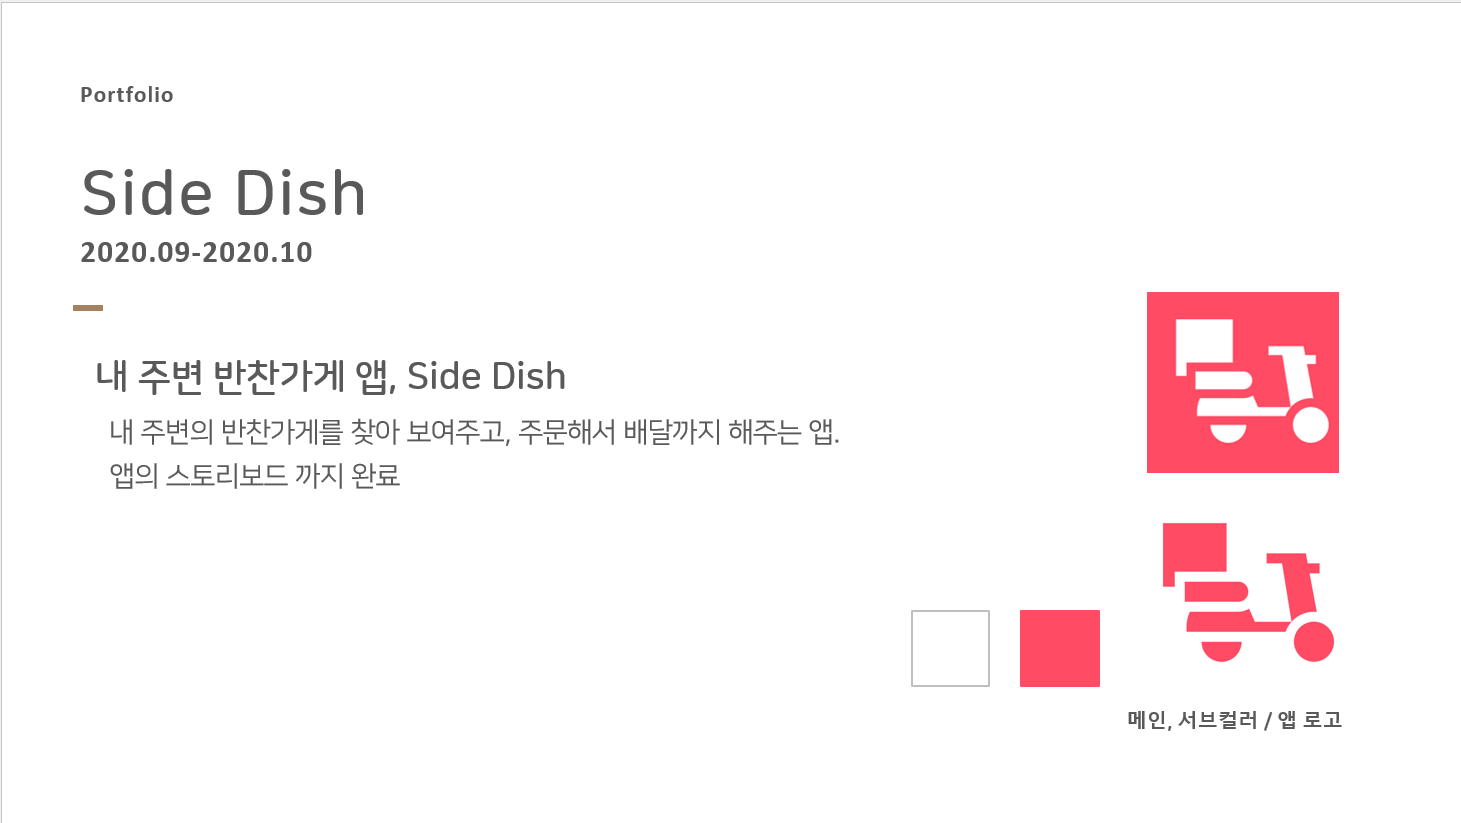 Portfolio
Side Dish
2020.09-2020.10
내 주변 반찬가게 앱, Side Dish
내 주변의 반찬가게를 찾아 보여주고, 주문해서 배달까지 해주는 앱.
앱의 스토리보드 까지 완료
메인, 서브컬러 / 앱 로고